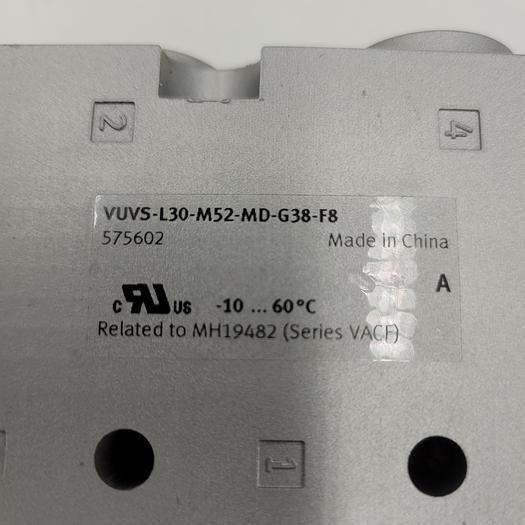 2
4
VUVS-L30-M52-MD-G38-F8
575602
Made in China
A
c RU US -10 ... 60°C
Related to MH19482 (Series VACF)
1